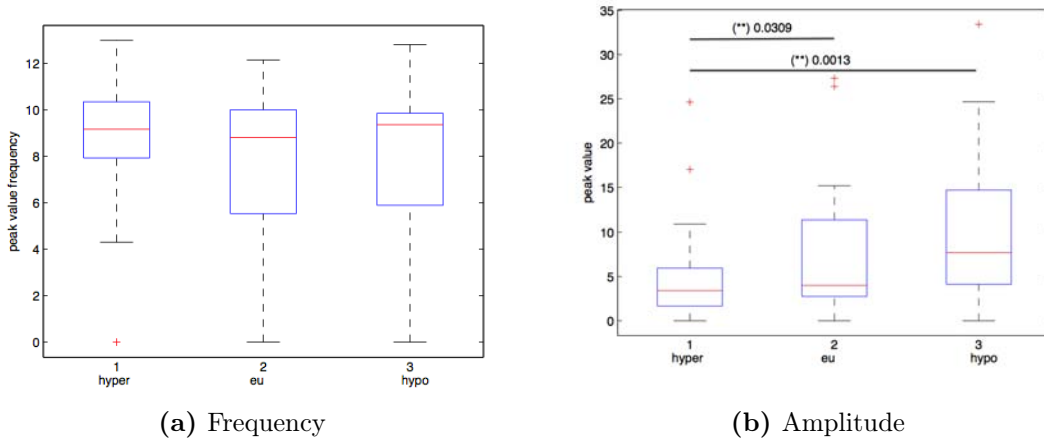 peak value frequency
12
10
8
6
4
2
0
1
2
3
hyper
eu
hypo
(a) Frequency
peak value
35
30
25
20
15
10
5
0
(**) 0.0309
(**) 0.0013
1
2
3
hyper
eu
hypo
(b) Amplitude